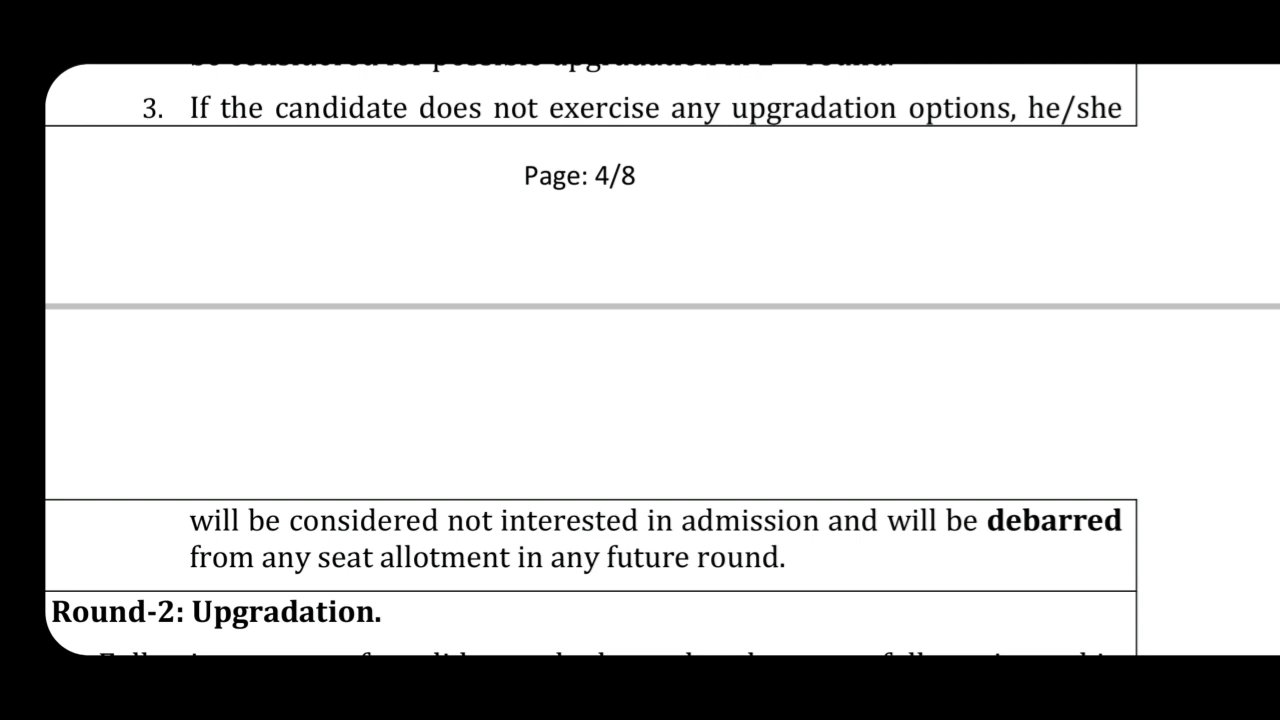 3. If the candidate does not exercise any upgradation options, he/she
Page: 4/8
will be considered not interested in admission and will be debarred
from any seat allotment in any future round.
Round-2: Upgradation.